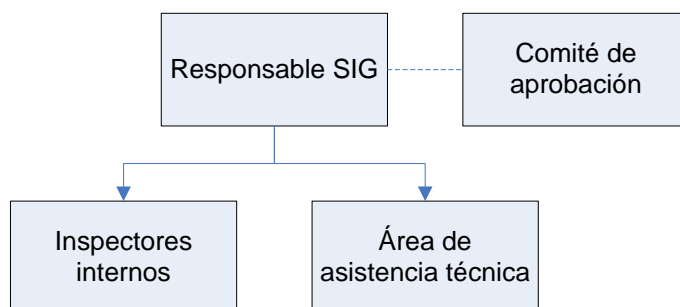 Responsable SIG
Comité de
aprobación
Inspectores
internos
Área de
asistencia técnica